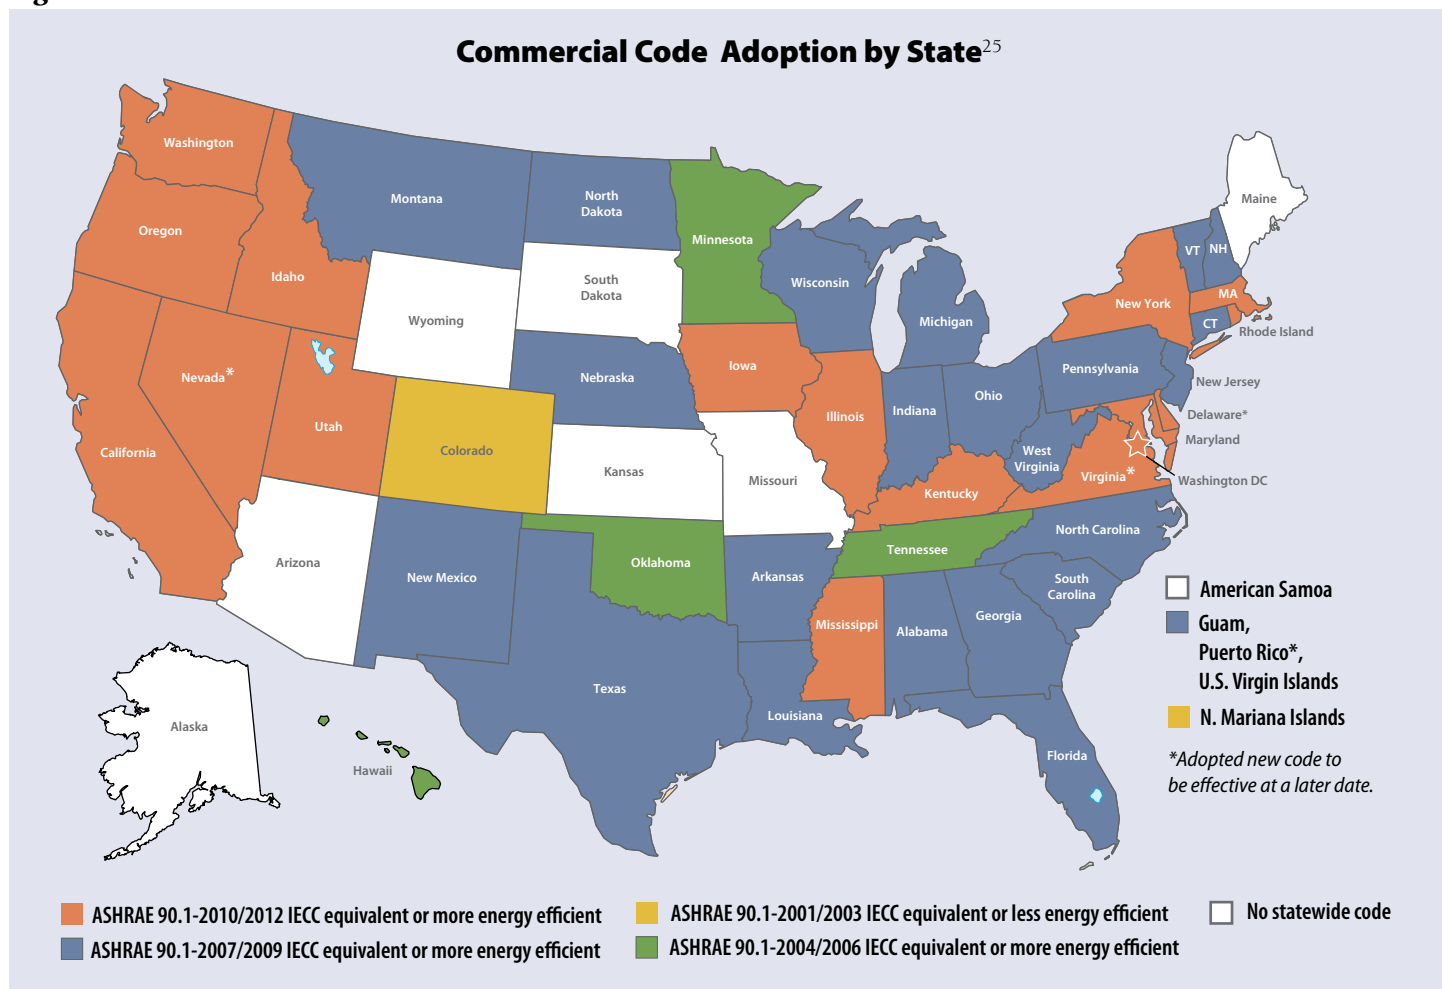 Commercial Code Adoption by State25
Washington
Oregon
California
Nevada*
Idaho
Utah
Montana
Wyoming
Colorado
Arizona
New Mexico
North
Dakota
South
Dakota
Nebraska
Kansas
Oklahoma
Texas
Minnesota
Iowa
Missouri
Arkansas
Louisiana
Wisconsin
Illinois
Michigan
Indiana
Ohio
Kentucky
Tennessee
Mississippi
Alabama
Georgia
Florida
South
Carolina
North Carolina
Virginia*
West
Virginia
Pennsylvania
New York
VT
NH
Maine
MA
CT
Rhode Island
New Jersey
Delaware*
Maryland
Washington DC
Alaska
Hawaii
American Samoa
Guam,
Puerto Rico*,
U.S. Virgin Islands
N. Mariana Islands
*Adopted new code to
be effective at a later date.
ASHRAE 90.1-2010/2012 IECC equivalent or more energy efficient
ASHRAE 90.1-2007/2009 IECC equivalent or more energy efficient
ASHRAE 90.1-2001/2003 IECC equivalent or less energy efficient
ASHRAE 90.1-2004/2006 IECC equivalent or more energy efficient
No statewide code